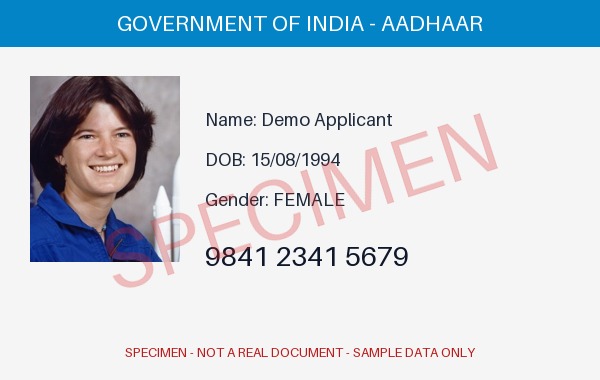 GOVERNMENT OF INDIA - AADHAAR
Name: Demo Applicant
DOB: 15/08/1994
Gender: FEMALE
9841 2341 5679
SPECIMEN
SPECIMEN - NOT A REAL DOCUMENT - SAMPLE DATA ONLY